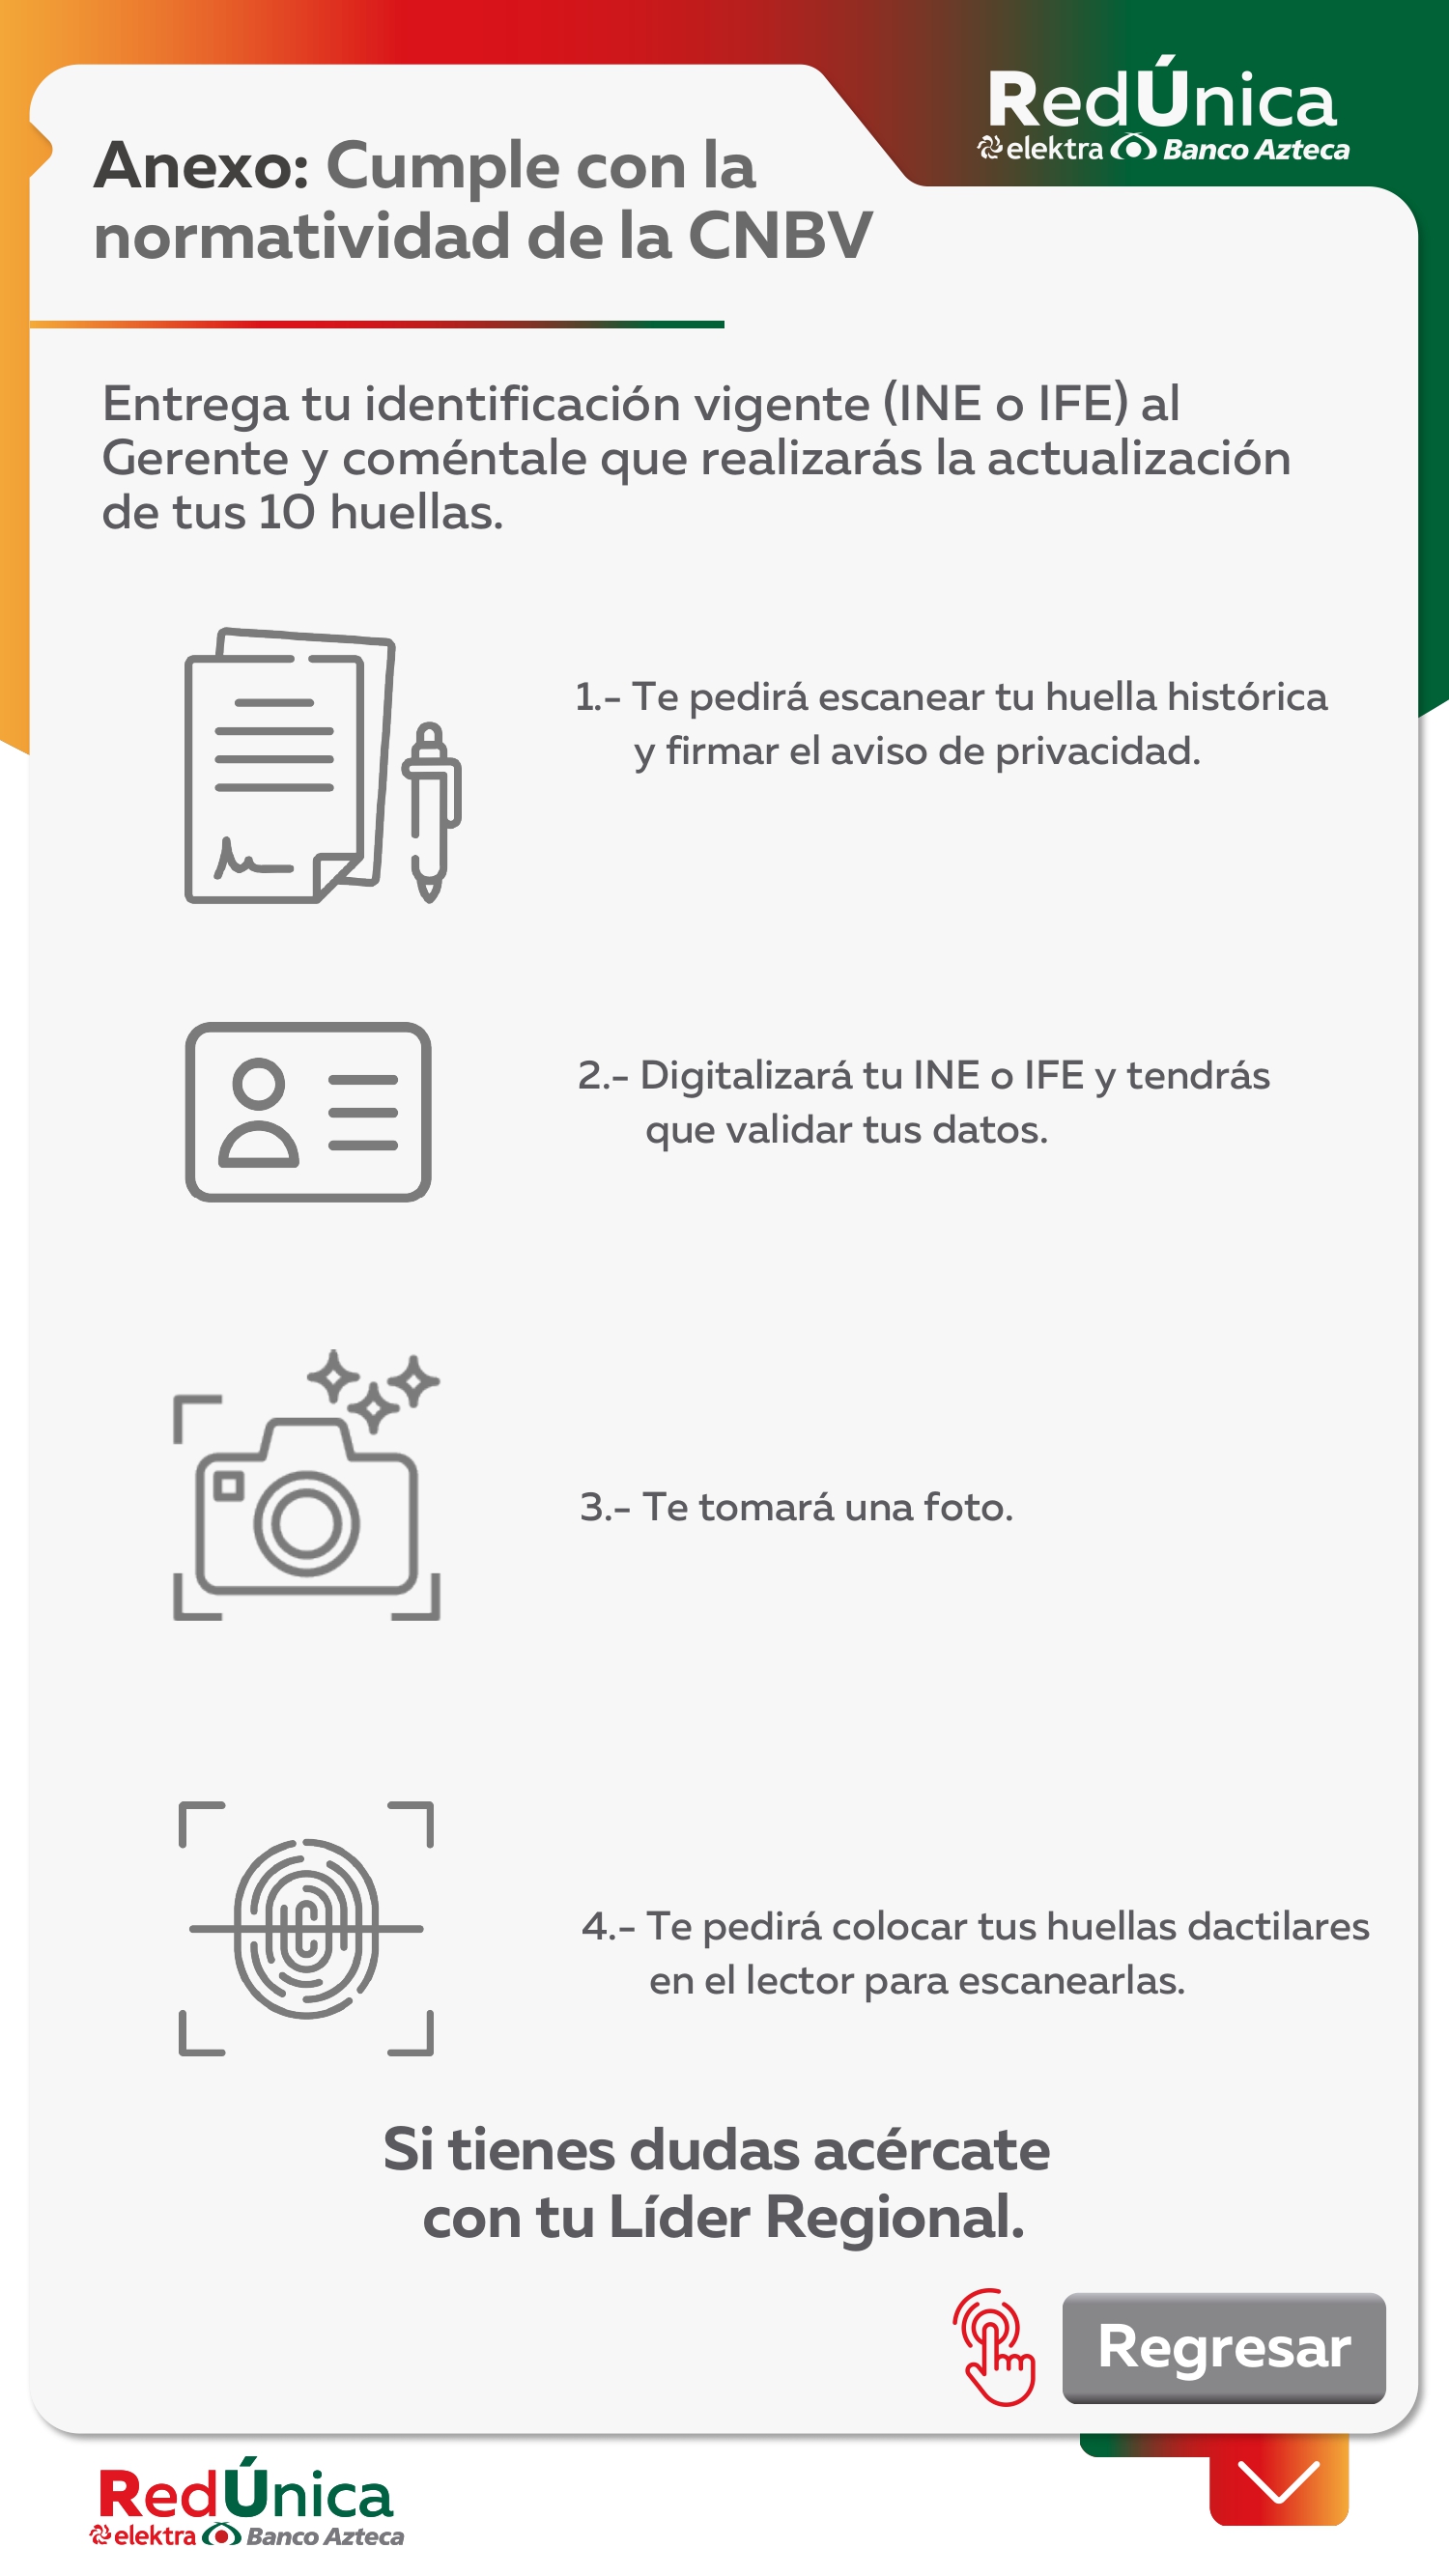 RedÚnica
elektra Banco Azteca
Anexo: Cumple con la
normatividad de la CNBV
Entrega tu identificación vigente (INE o IFE) al
Gerente y coméntale que realizarás la actualización
de tus 10 huellas.
1.- Te pedirá escanear tu huella histórica
y firmar el aviso de privacidad.
2.- Digitalizará tu INE o IFE y tendrás
que validar tus datos.
3.- Te tomará una foto.
4.- Te pedirá colocar tus huellas dactilares
en el lector para escanearlas.
Si tienes dudas acércate
con tu Líder Regional.
Regresar
RedÚnica
elektra Banco Azteca